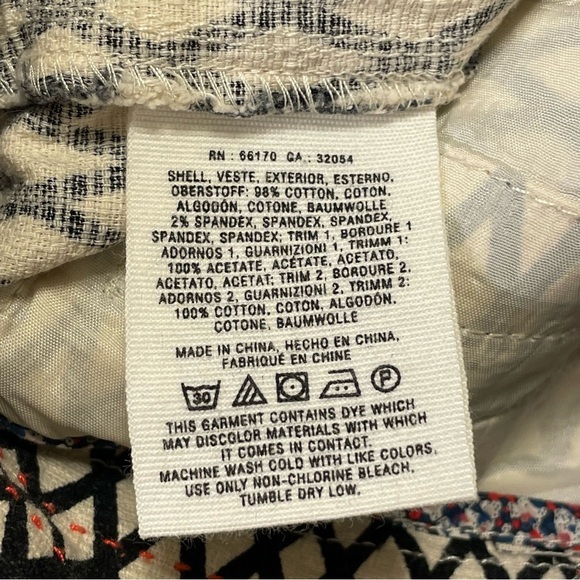 RN : 66170 CA : 32054
SHELL, VESTE, EXTERIOR, ESTERNO,
OBERSTOFF: 98% COTTON, COTON,
ALGODÓN, COTONE, BAUMWOLLE
2% SPANDEX, SPANDEX, SPANDEX,
SPANDEX, SPANDEX; TRIM 1, BORDURE 1
ADORNOS 1, GUARNIZIONI 1, TRIMM 1:
100% ACETATE, ACÉTATE, ACETATO,
ACETATO, ACETAT; TRIM 2, BORDURE 2,
ADORNOS 2, GUARNIZIONI 2, TRIMM 2:
100% COTTON, COTON, ALGODÓN,
COTONE, BAUMWOLLE
MADE IN CHINA, HECHO EN CHINA,
FABRIQUÉ EN CHINE
30 P
THIS GARMENT CONTAINS DYE WHICH
MAY DISCOLOR MATERIALS WITH WHICH
IT COMES IN CONTACT.
MACHINE WASH COLD WITH LIKE COLORS.
USE ONLY NON-CHLORINE BLEACH.
TUMBLE DRY LOW.